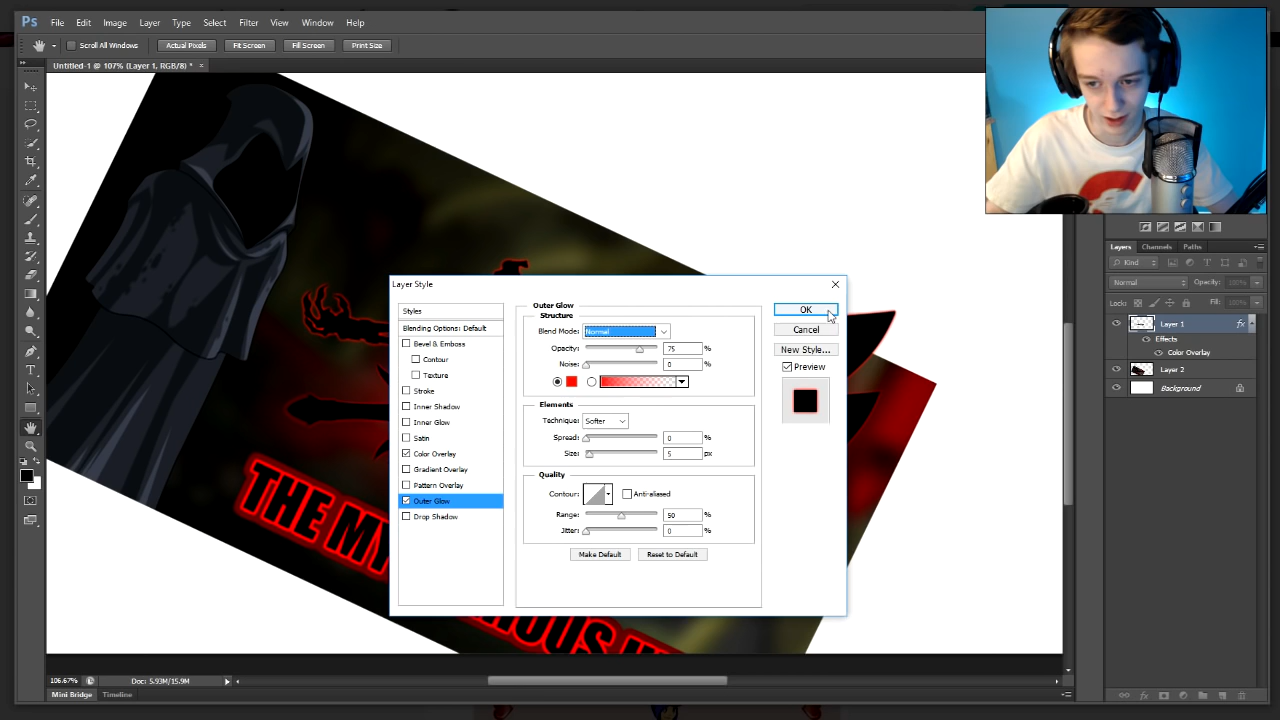 Ps File Edit Image Layer Type Select Filter View Window Help
Scroll All Windows Actual Pixels Fit Screen Fill Screen Print Size
Untitled-1 @ 107% (Layer 1, RGB/8) * ×
Layer Style
Styles
Blending Options: Default
Bevel & Emboss
Contour
Texture
Stroke
Inner Shadow
Inner Glow
Satin
Color Overlay
Gradient Overlay
Pattern Overlay
Outer Glow
Drop Shadow
Outer Glow
Structure
Blend Mode: Normal
Opacity: 75 %
Noise: 0 %
Elements
Technique: Softer
Spread: 0 %
Size: 5 px
Quality
Contour: Anti-aliased
Range: 50 %
Jitter: 0 %
Make Default Reset to Default
OK
Cancel
New Style...
Preview
Layers Channels Paths
Kind
Normal Opacity: 100%
Lock: Fill: 100%
Layer 1 fx
Effects
Color Overlay
Layer 2
Background
THE MY
106.67% Doc: 5.93M/15.9M
Mini Bridge Timeline